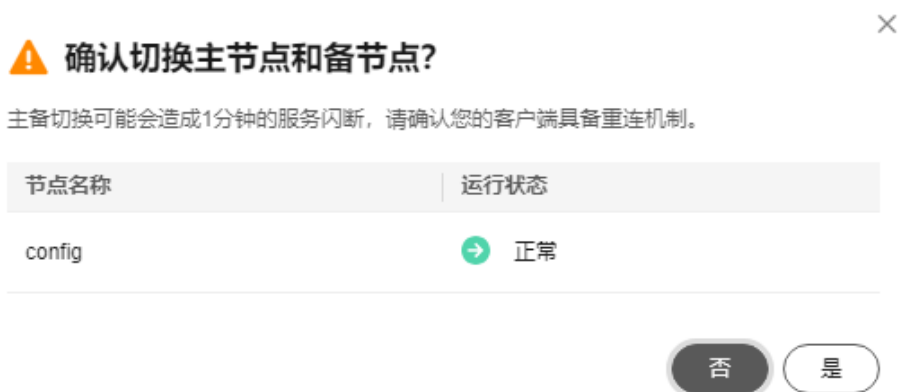 确认切换主节点和备节点？
主备切换可能会造成1分钟的服务闪断，请确认您的客户端具备重连机制。
节点名称 运行状态
config 正常
否 是